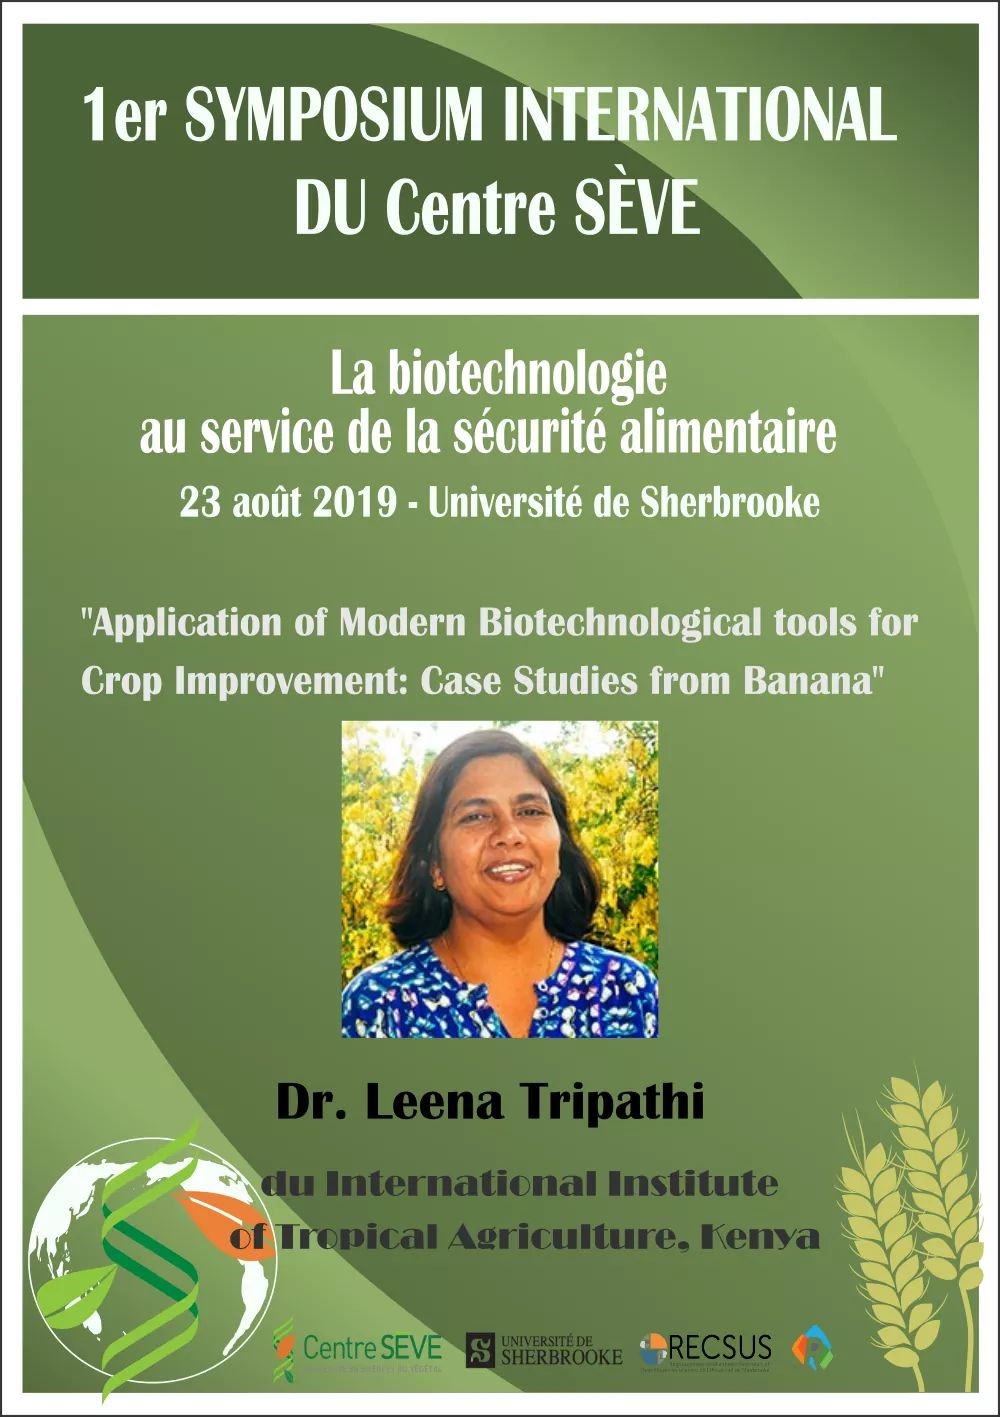 1er SYMPOSIUM INTERNATIONAL
DU Centre SÈVE
La biotechnologie
au service de la sécurité alimentaire
23 août 2019 - Université de Sherbrooke
"Application of Modern Biotechnological tools for
Crop Improvement: Case Studies from Banana"
Dr. Leena Tripathi
du International Institute
of Tropical Agriculture, Kenya
Centre SEVE
UNIVERSITÉ DE
SHERBROOKE
RECSUS